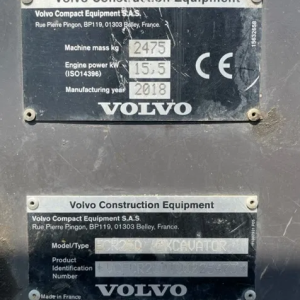 Volvo Construction Equipment
Volvo Compact Equipment S.A.S.
Rue Pierre Pingon, BP119, 01303 Belley, France.
Machine mass kg 2475
Engine power kW 15,5
(ISO14396)
Manufacturing year 2018
CE
VOLVO
Volvo Construction Equipment
Volvo Compact Equipment S.A.S
Rue Pierre Pingon, BP119, 01303 Belley, France.
Model/Type EXCAVATOR
Product
Identification
Number
Made in France
VOLVO